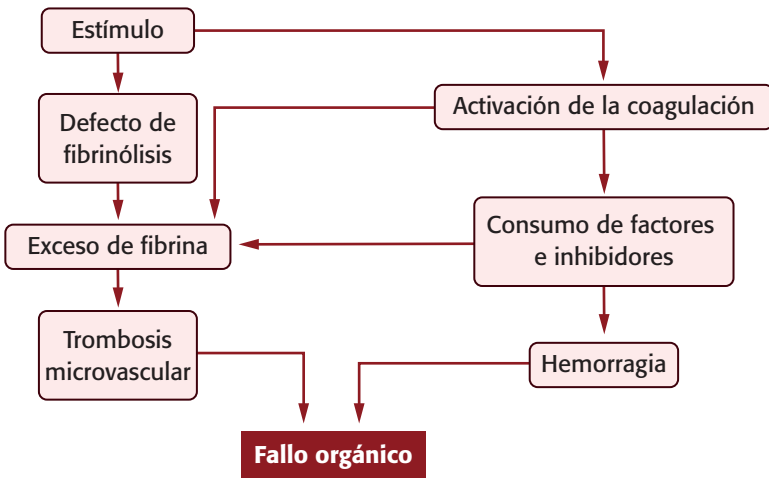 Estímulo
Activación de la coagulación
Defecto de
fibrinólisis
Exceso de fibrina
Consumo de factores
e inhibidores
Trombosis
microvascular
Hemorragia
Fallo orgánico